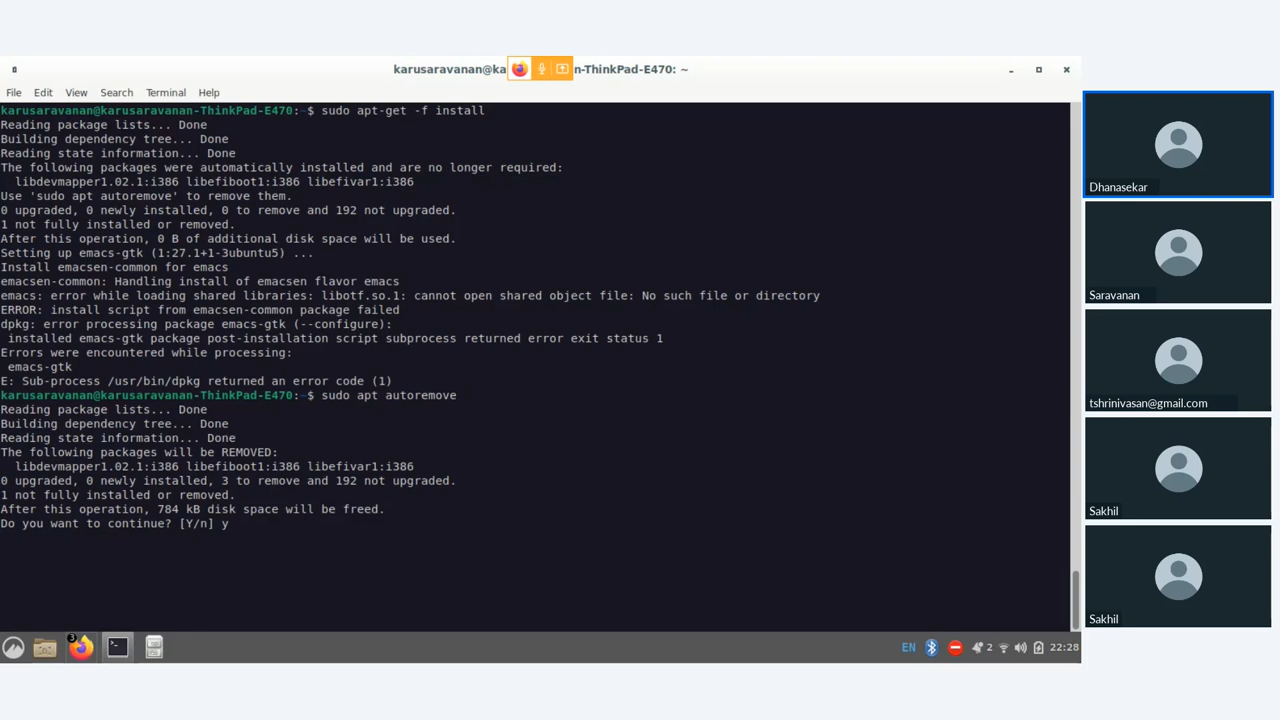 karusaravanan@ka n-ThinkPad-E470: ~
File Edit View Search Terminal Help
karusaravanan@karusaravanan-ThinkPad-E470:~$ sudo apt-get -f install
Reading package lists... Done
Building dependency tree... Done
Reading state information... Done
The following packages were automatically installed and are no longer required:
  libdevmapper1.02.1:i386 libefiboot1:i386 libefivar1:i386
Use 'sudo apt autoremove' to remove them.
0 upgraded, 0 newly installed, 0 to remove and 192 not upgraded.
1 not fully installed or removed.
After this operation, 0 B of additional disk space will be used.
Setting up emacs-gtk (1:27.1+1-3ubuntu5) ...
Install emacsen-common for emacs
emacsen-common: Handling install of emacsen flavor emacs
emacs: error while loading shared libraries: libotf.so.1: cannot open shared object file: No such file or directory
ERROR: install script from emacsen-common package failed
dpkg: error processing package emacs-gtk (--configure):
 installed emacs-gtk package post-installation script subprocess returned error exit status 1
Errors were encountered while processing:
 emacs-gtk
E: Sub-process /usr/bin/dpkg returned an error code (1)
karusaravanan@karusaravanan-ThinkPad-E470:~$ sudo apt autoremove
Reading package lists... Done
Building dependency tree... Done
Reading state information... Done
The following packages will be REMOVED:
  libdevmapper1.02.1:i386 libefiboot1:i386 libefivar1:i386
0 upgraded, 0 newly installed, 3 to remove and 192 not upgraded.
1 not fully installed or removed.
After this operation, 784 kB disk space will be freed.
Do you want to continue? [Y/n] y
3
EN 2 22:28
Dhanasekar
Saravanan
tshrinivasan@gmail.com
Sakhil
Sakhil